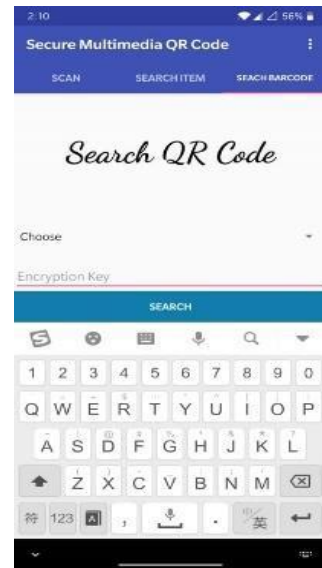 2:10 56%
Secure Multimedia QR Code
SCAN SEARCH ITEM SEACH BARCODE
Search QR Code
Choose
Encryption Key
SEARCH
1 2 3 4 5 6 7 8 9 0
Q W E R T Y U I O P
A S D F G H J K L
Z X C V B N M
符 123 , . 中/英